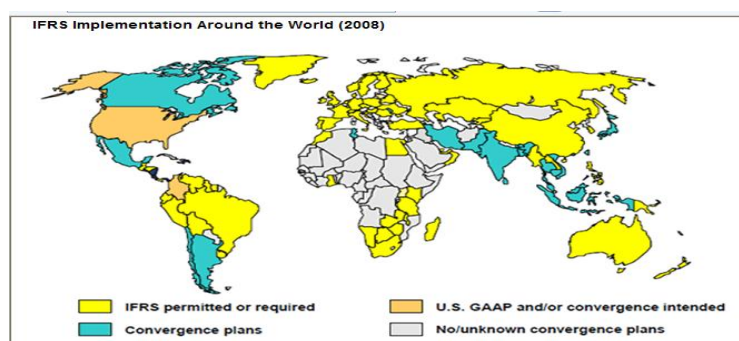 IFRS Implementation Around the World (2008)
IFRS permitted or required
U.S. GAAP and/or convergence intended
Convergence plans
No/unknown convergence plans